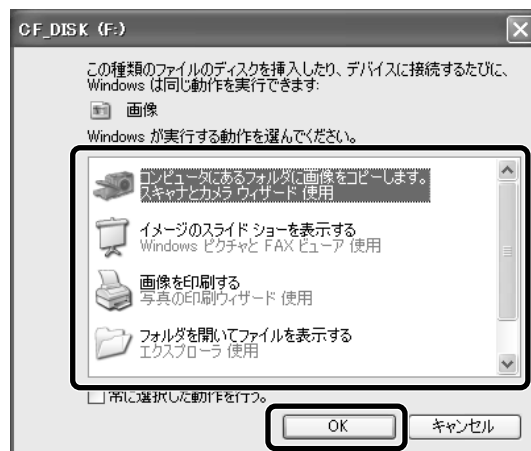 CF_DISK (F:)
この種類のファイルのディスクを挿入したり、デバイスに接続するたびに、
Windows は同じ動作を実行できます:
画像
Windows が実行する動作を選んでください。
コンピュータにあるフォルダに画像をコピーします。
スキャナとカメラ ウィザード 使用
イメージのスライド ショーを表示する
Windows ピクチャと FAX ビューア 使用
画像を印刷する
写真の印刷ウィザード 使用
フォルダを開いてファイルを表示する
エクスプローラ 使用
常に選択した動作を行う。
OK
キャンセル